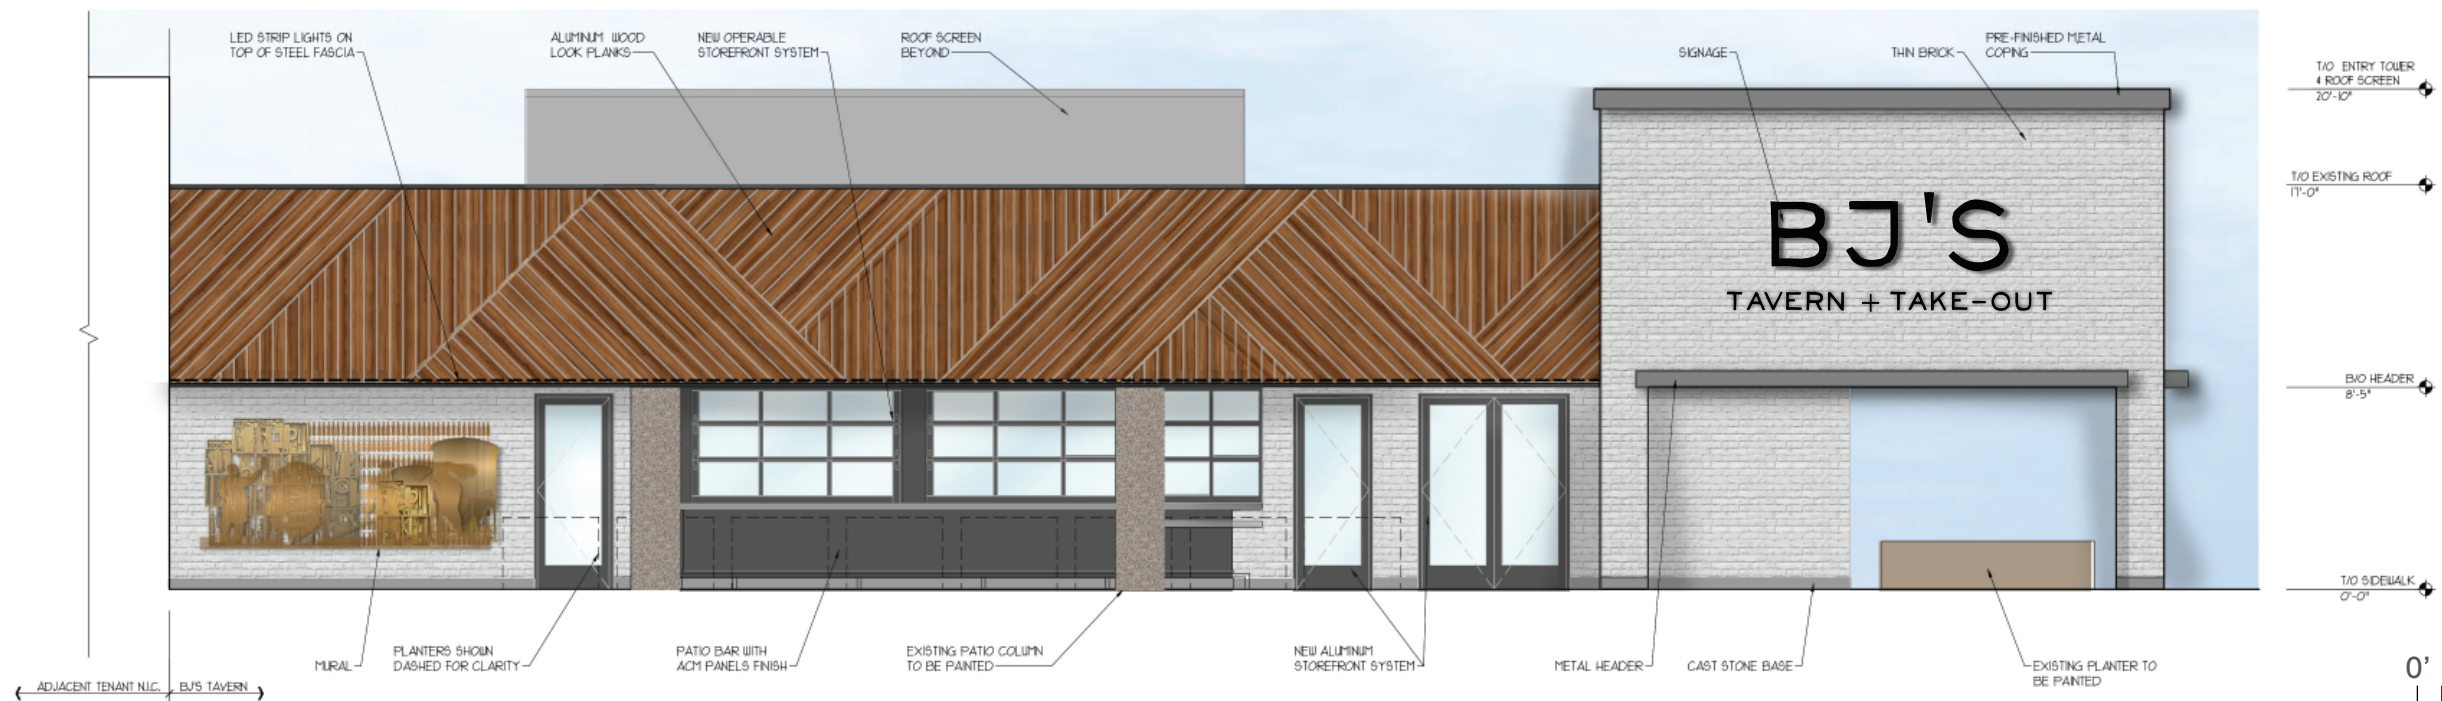 LED STRIP LIGHTS ON
TOP OF STEEL FASCIA
ALUMINUM WOOD
LOOK PLANKS
NEW OPERABLE
STOREFRONT SYSTEM
ROOF SCREEN
BEYOND
SIGNAGE
THIN BRICK
PRE-FINISHED METAL
COPING
T/O ENTRY TOWER
& ROOF SCREEN
20'-10"
T/O EXISTING ROOF
17'-0"
BJ'S
TAVERN + TAKE-OUT
B/O HEADER
8'-5"
T/O SIDEWALK
0'-0"
MURAL
PLANTERS SHOWN
DASHED FOR CLARITY
PATIO BAR WITH
ACM PANELS FINISH
EXISTING PATIO COLUMN
TO BE PAINTED
NEW ALUMINUM
STOREFRONT SYSTEM
METAL HEADER
CAST STONE BASE
EXISTING PLANTER TO
BE PAINTED
ADJACENT TENANT N.I.C.
BJ'S TAVERN
0'